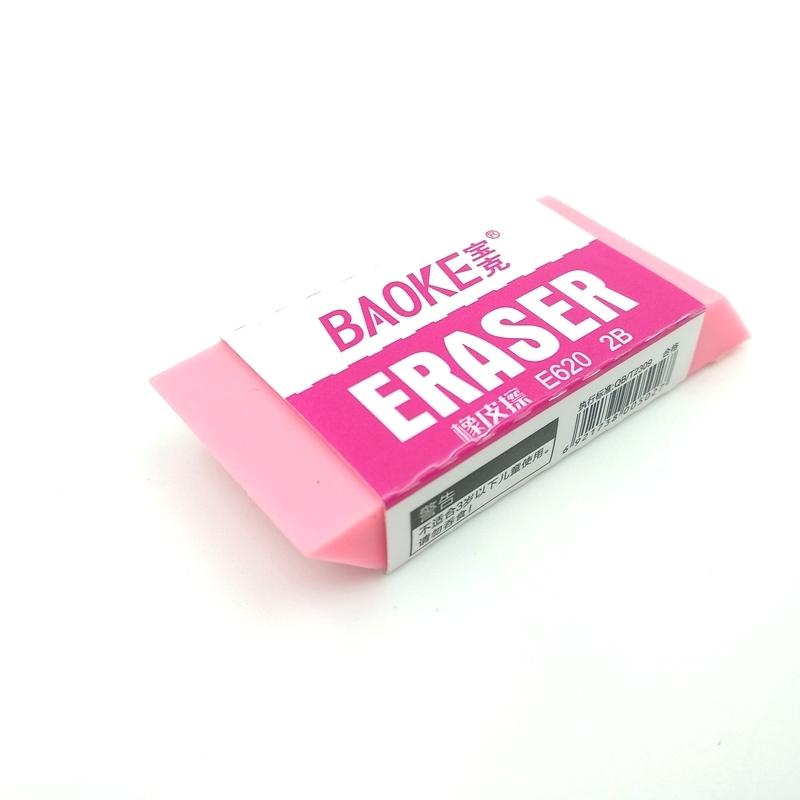 BAOKE宝克®
ERASER
橡皮擦 E620 2B
执行标准:QB/T2309 合格
警告
不适合3岁以下儿童使用。
请勿吞食!